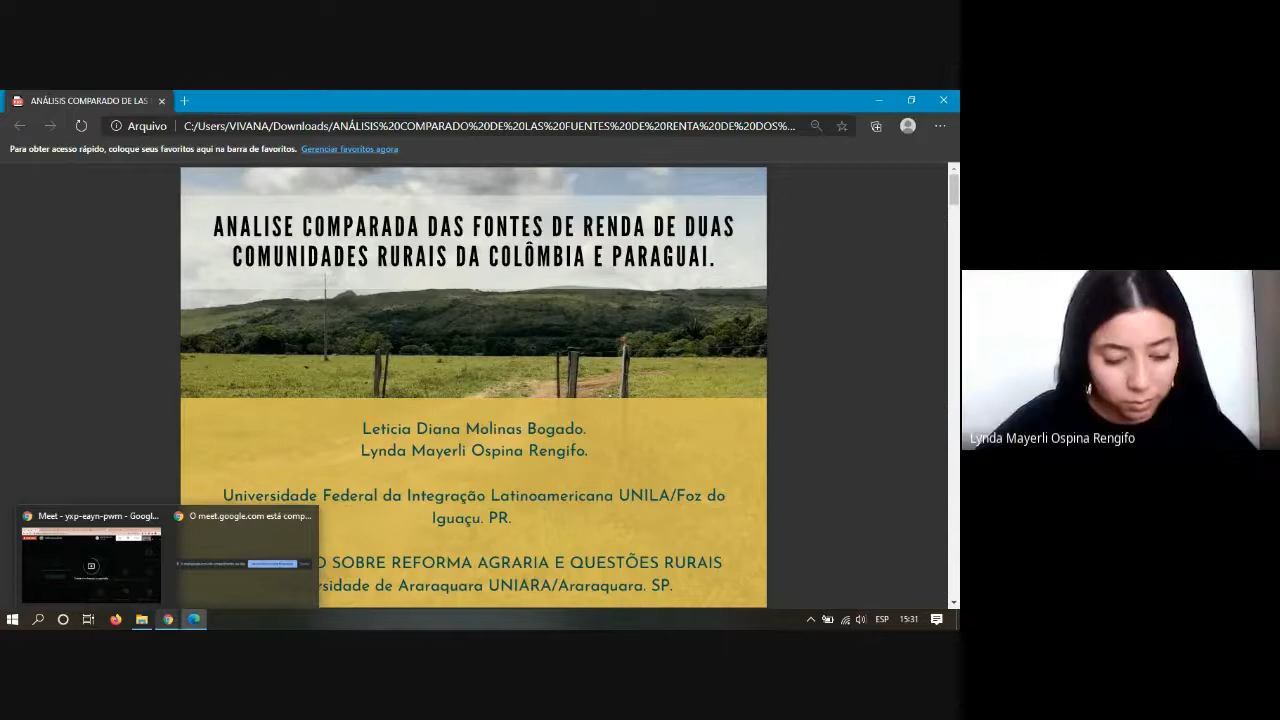 ANÁLISIS COMPARADO DE LAS
Arquivo
C:/Users/VIVANA/Downloads/ANÁLISIS%20COMPARADO%20DE%20LAS%20FUENTES%20DE%20RENTA%20DE%20DOS%...
Para obter acesso rápido, coloque seus favoritos aqui na barra de favoritos. Gerenciar favoritos agora
ANALISE COMPARADA DAS FONTES DE RENDA DE DUAS
COMUNIDADES RURAIS DA COLÔMBIA E PARAGUAI.
Leticia Diana Molinas Bogado.
Lynda Mayerli Ospina Rengifo.
Universidade Federal da Integração Latinoamericana UNILA/Foz do
Iguaçu. PR.
O SOBRE REFORMA AGRARIA E QUESTÕES RURAIS
rsidade de Araraquara UNIARA/Araraquara. SP.
Meet - yxp-eayn-pwm - Googl...
O meet.google.com está comp...
ESP
15:31
Lynda Mayerli Ospina Rengifo